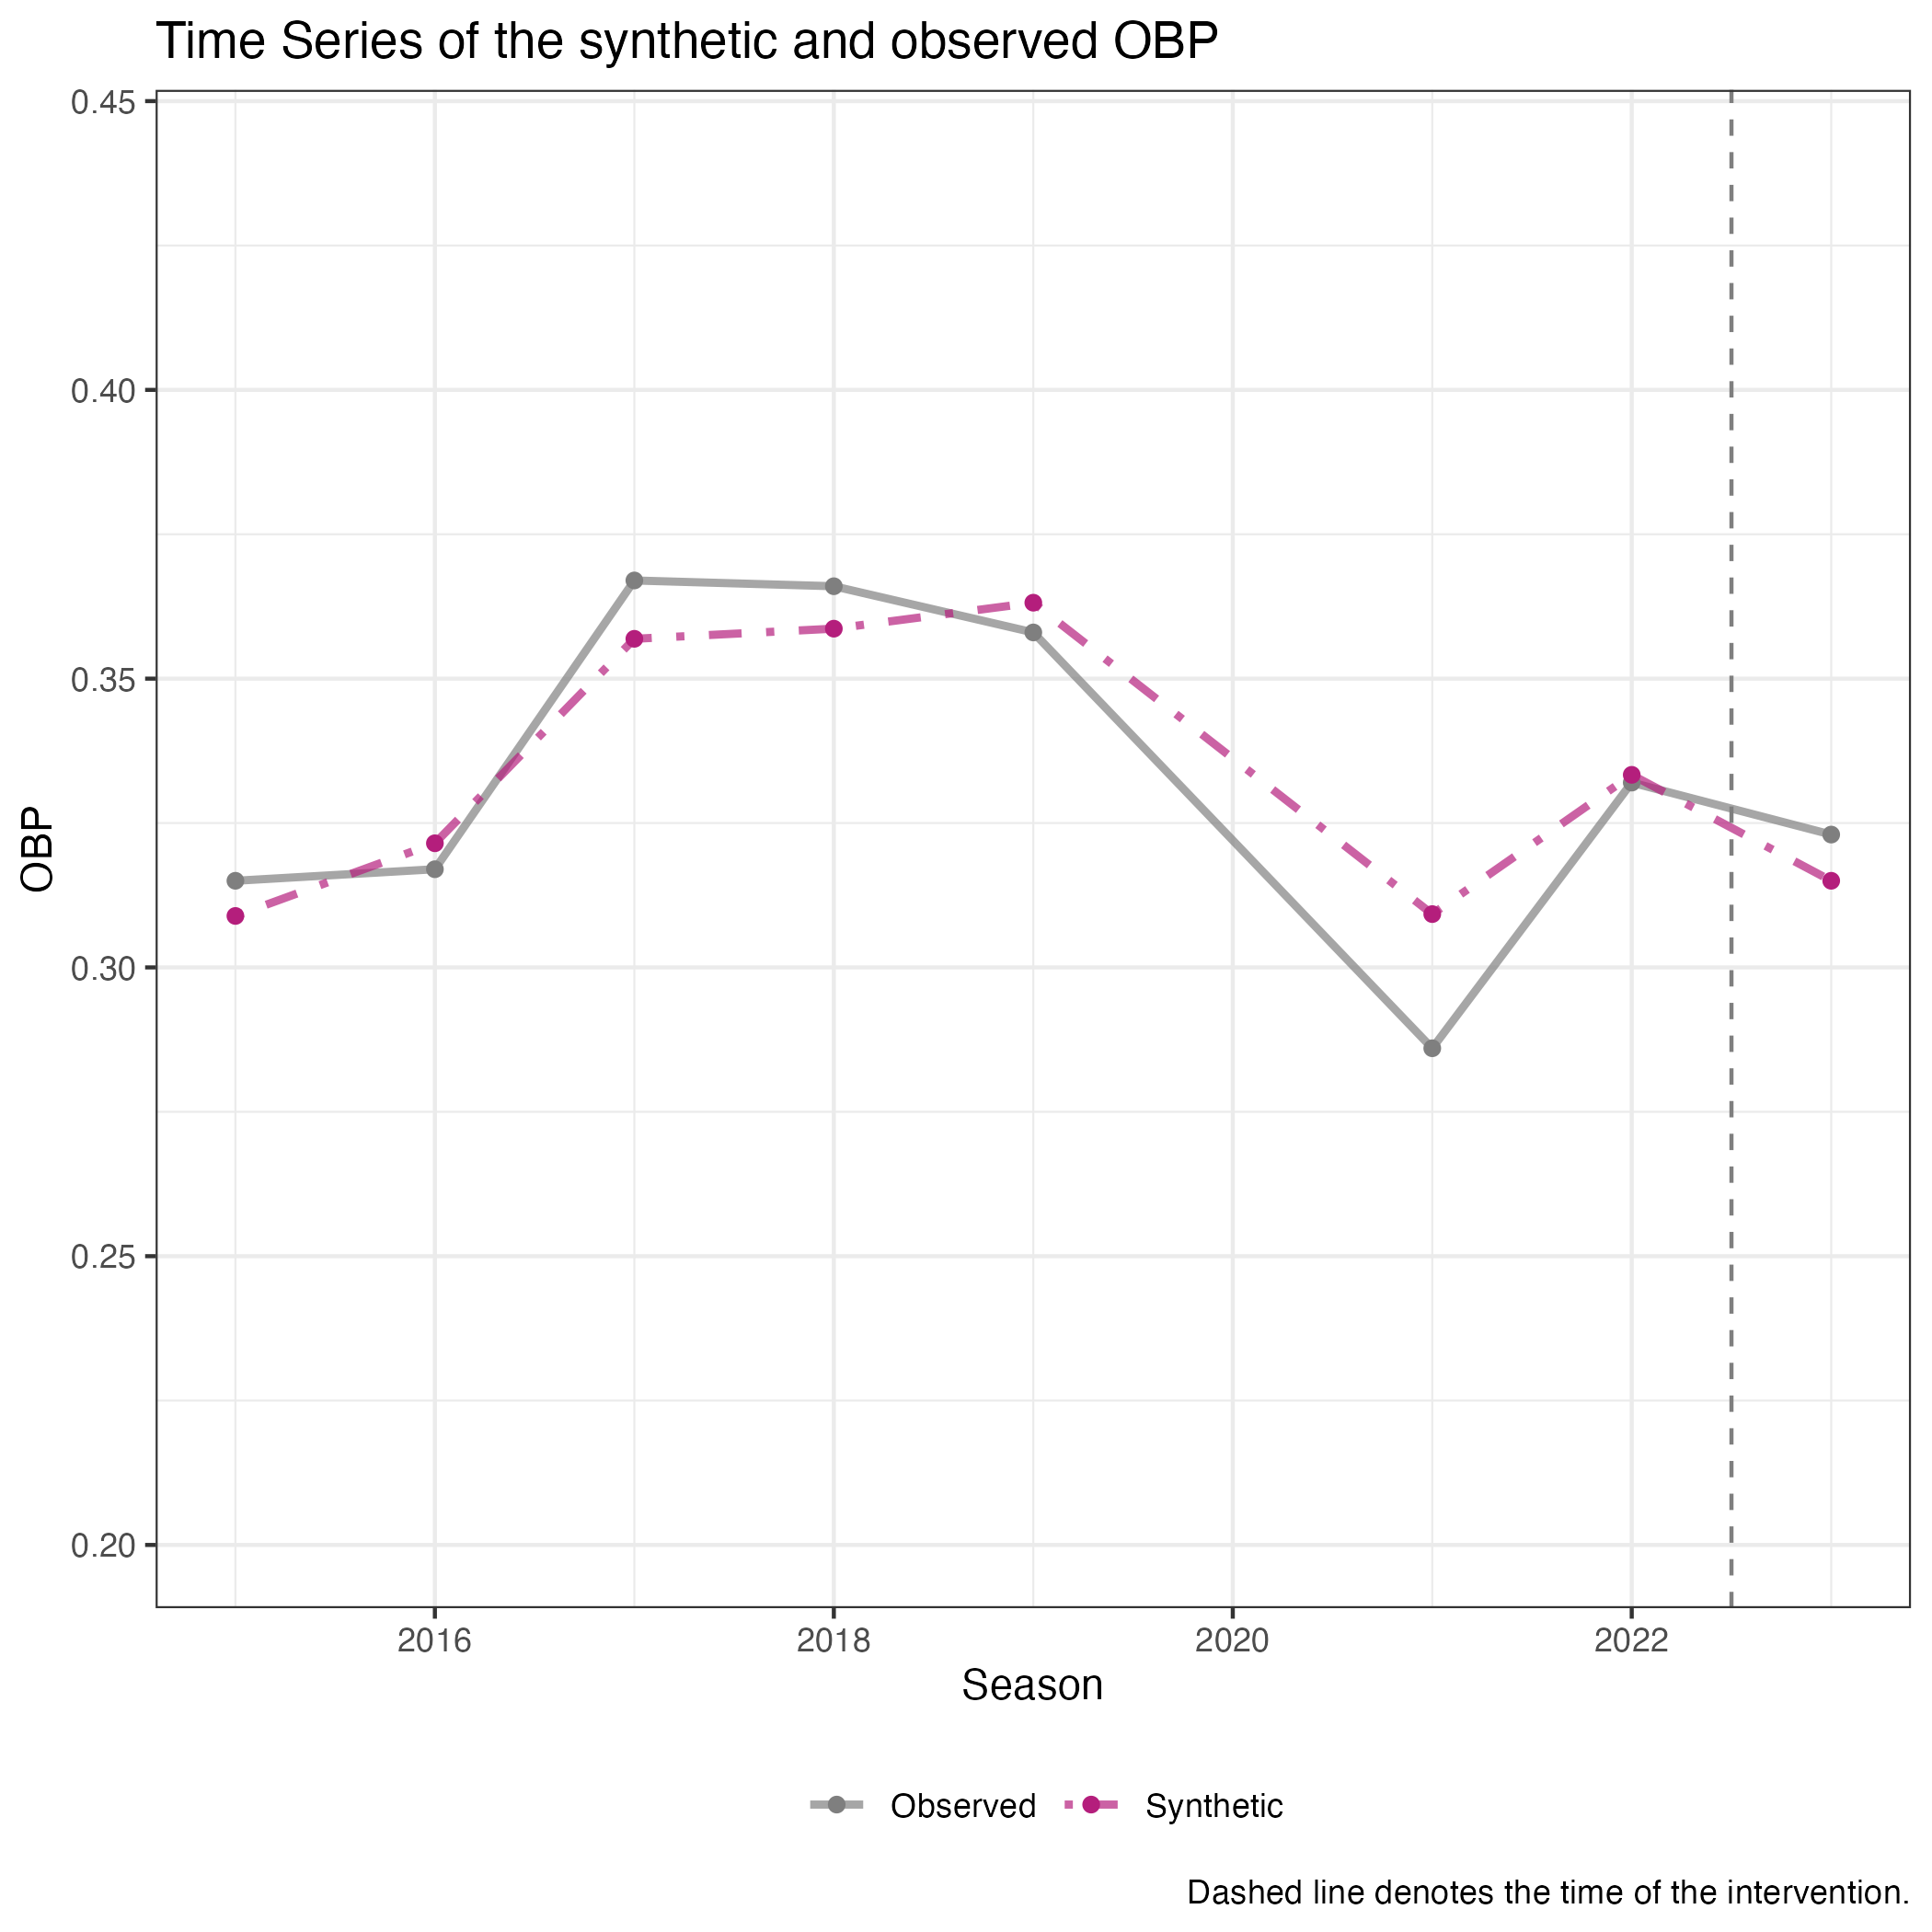 Time Series of the synthetic and observed OBP
0.45
0.40
0.35
0.30
0.25
0.20
OBP
2016 2018 2020 2022
Season
Observed Synthetic
Dashed line denotes the time of the intervention.